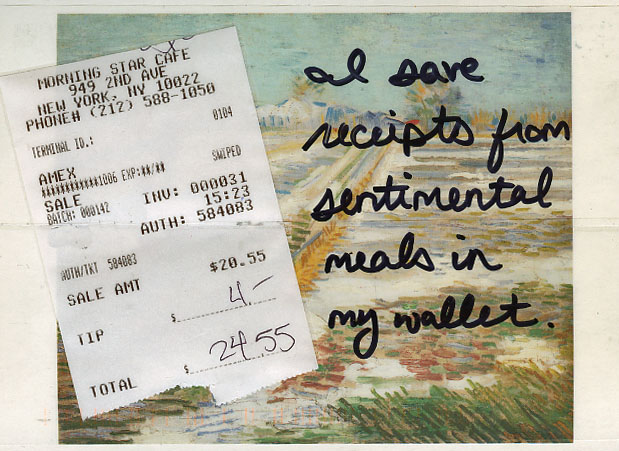 MORNING STAR CAFE
949 2ND AVE
NEW YORK, NY 10022
PHONE# (212) 588-1050
0104
TERMINAL ID.:
AMEX
###########1006 EXP:##/## SWIPED
SALE INV: 000031
BATCH: 000142 15:23
AUTH: 584083
AUTH/TKT 584083
SALE AMT $20.55
TIP $ 4.-
TOTAL $ 24.55
I save
receipts from
sentimental
meals in
my wallet.